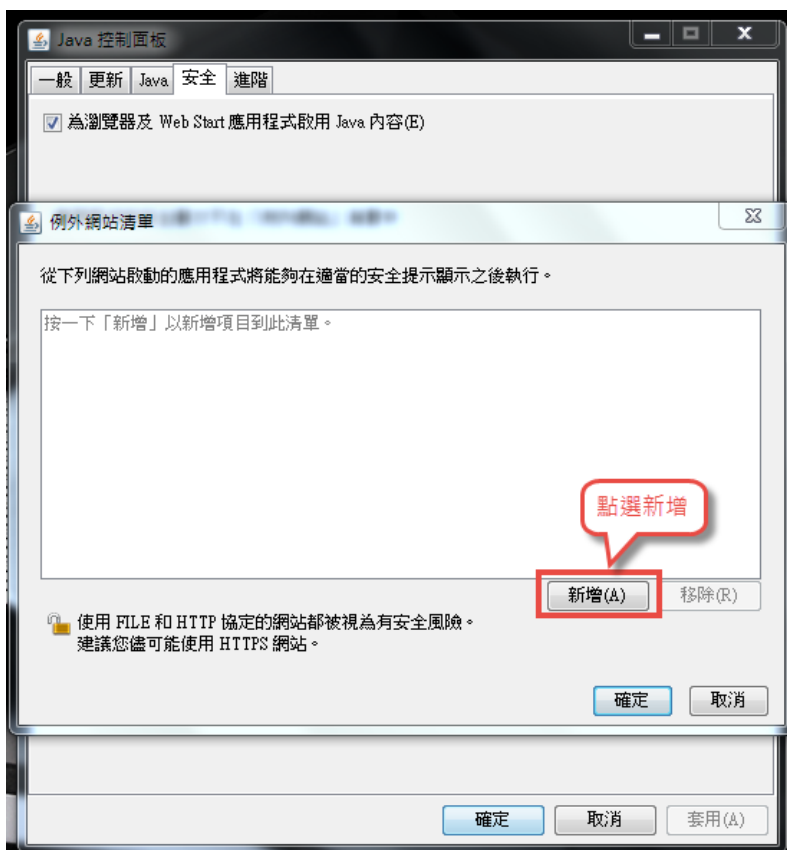 Java 控制面板
一般 更新 Java 安全 進階
為瀏覽器及 Web Start 應用程式啟用 Java 內容(E)
例外網站清單
從下列網站啟動的應用程式將能夠在適當的安全提示顯示之後執行。
按一下「新增」以新增項目到此清單。
點選新增
新增(A) 移除(R)
使用 FILE 和 HTTP 協定的網站都被視為有安全風險。
建議您儘可能使用 HTTPS 網站。
確定 取消
確定 取消 套用(A)